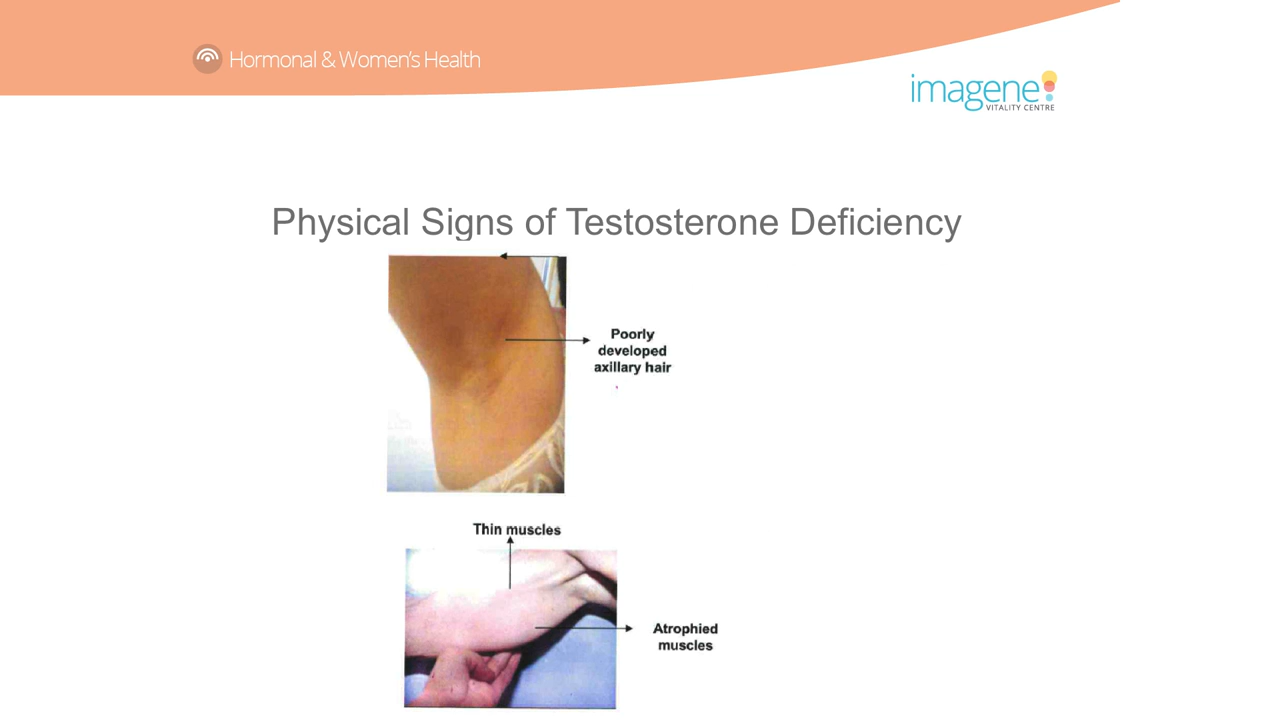 Hormonal & Women's Health
imagene
VITALITY CENTRE
Physical Signs of Testosterone Deficiency
Poorly
developed
axillary hair
Thin muscles
Atrophied
muscles